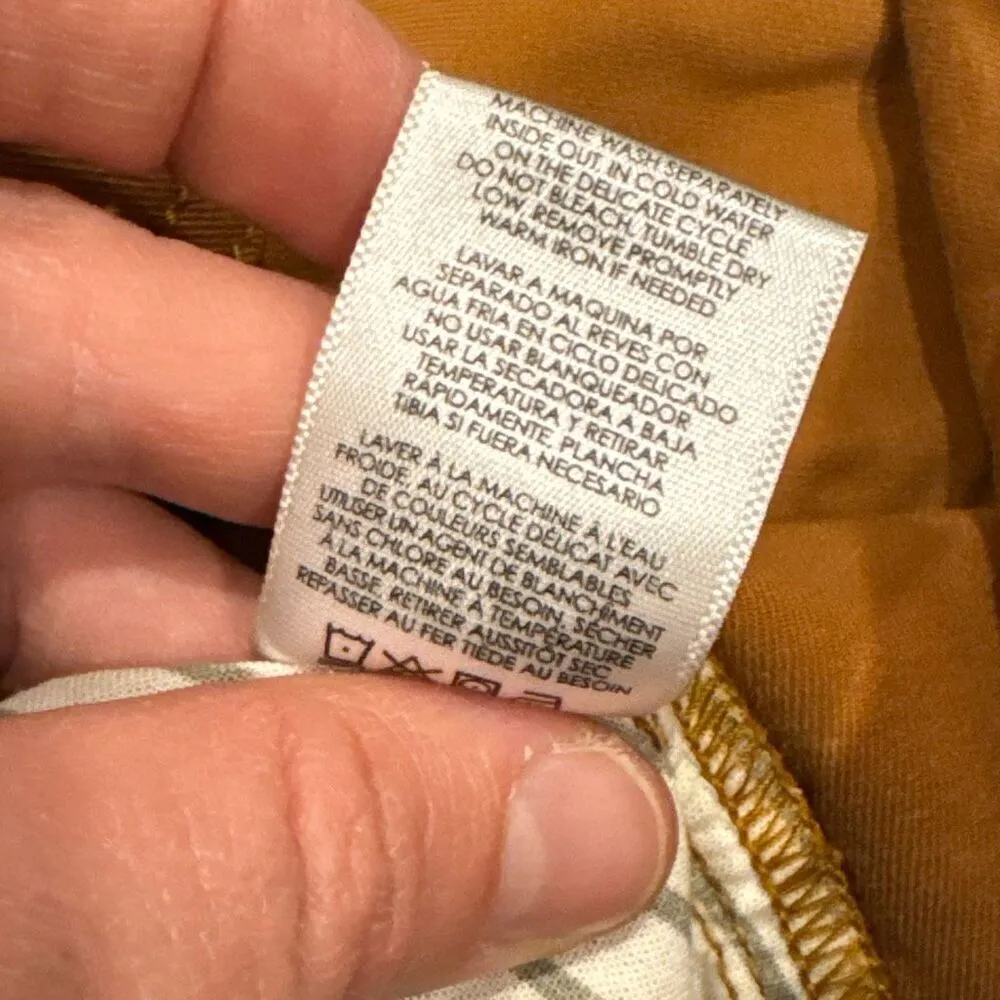 MACHINE WASH SEPARATELY
INSIDE OUT IN COLD WATER
ON THE DELICATE CYCLE
DO NOT BLEACH, TUMBLE DRY
LOW, REMOVE PROMPTLY
WARM IRON IF NEEDED
LAVAR A MAQUINA POR
SEPARADO AL REVES CON
AGUA FRIA EN CICLO DELICADO
NO USAR BLANQUEADOR
USAR LA SECADORA A BAJA
TEMPERATURA Y RETIRAR
RAPIDAMENTE, PLANCHA
TIBIA SI FUERA NECESARIO
LAVER À LA MACHINE À L'EAU
FROIDE, AU CYCLE DÉLICAT AVEC
DE COULEURS SEMBLABLES
UTILISER UN AGENT DE BLANCHIMENT
SANS CHLORE AU BESOIN, SÉCHER
À LA MACHINE À TEMPÉRATURE
BASSE, RETIRER AUSSITÔT SEC
REPASSER AU FER TIÈDE AU BESOIN